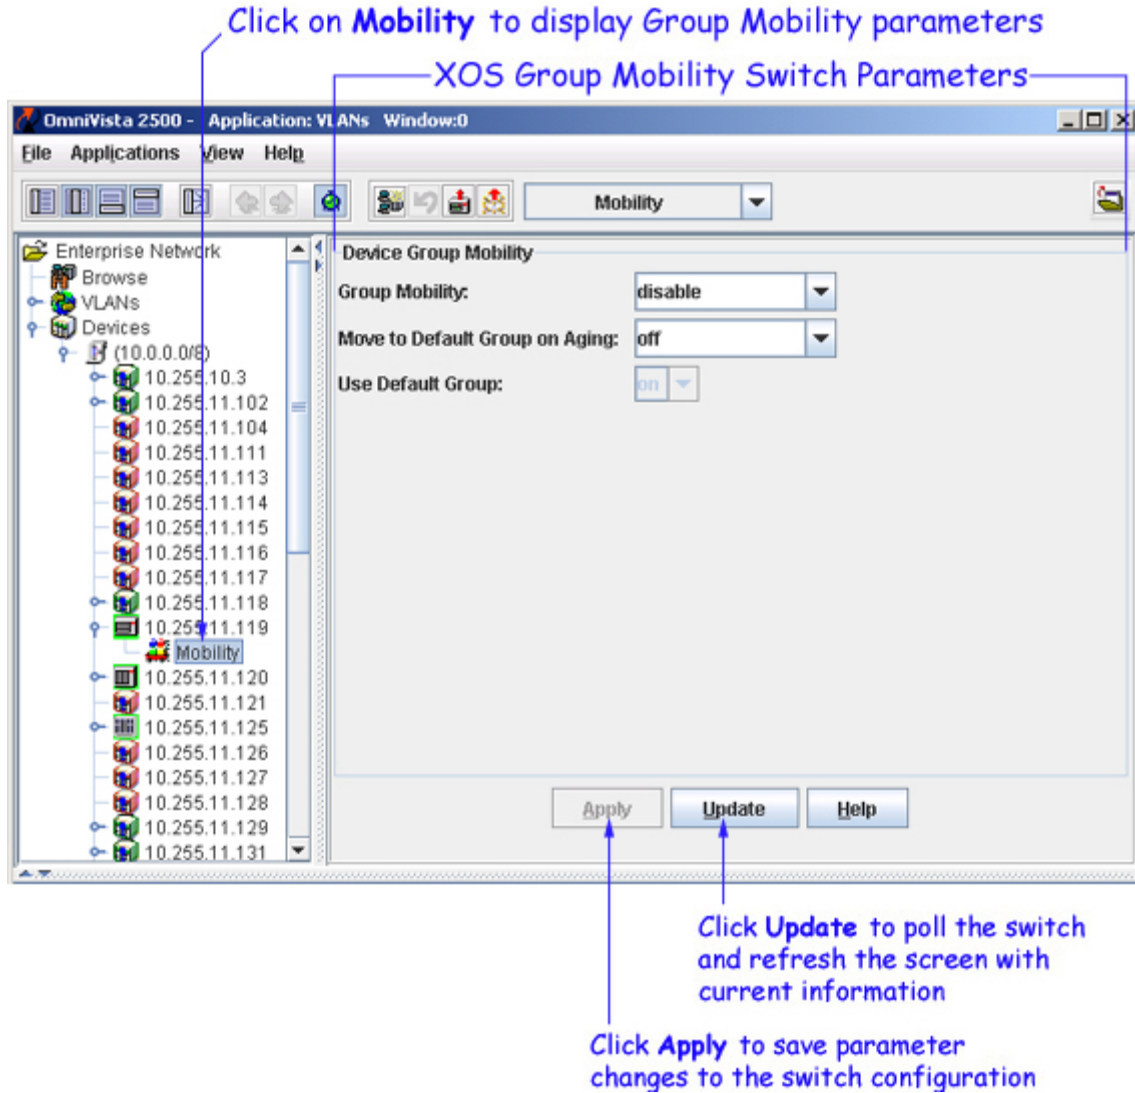 Click on Mobility to display Group Mobility parameters
XOS Group Mobility Switch Parameters
OmniVista 2500 - Application: VLANs Window:0
File Applications View Help
Mobility
Enterprise Network
Browse
VLANs
Devices
(10.0.0.0/8)
10.255.10.3
10.255.11.102
10.255.11.104
10.255.11.111
10.255.11.113
10.255.11.114
10.255.11.115
10.255.11.116
10.255.11.117
10.255.11.118
10.255.11.119
Mobility
10.255.11.120
10.255.11.121
10.255.11.125
10.255.11.126
10.255.11.127
10.255.11.128
10.255.11.129
10.255.11.131
Device Group Mobility
Group Mobility: disable
Move to Default Group on Aging: off
Use Default Group: on
Apply Update Help
Click Update to poll the switch
and refresh the screen with
current information
Click Apply to save parameter
changes to the switch configuration